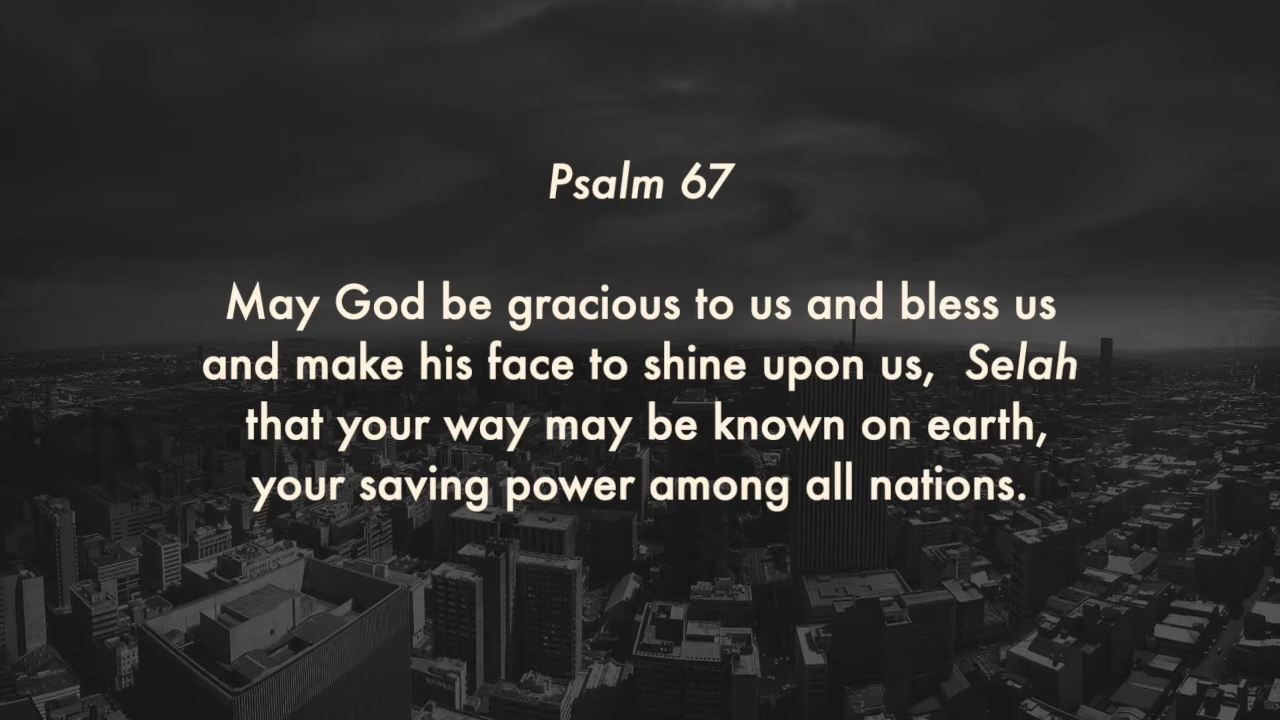 Psalm 67
May God be gracious to us and bless us
and make his face to shine upon us, Selah
that your way may be known on earth,
your saving power among all nations.